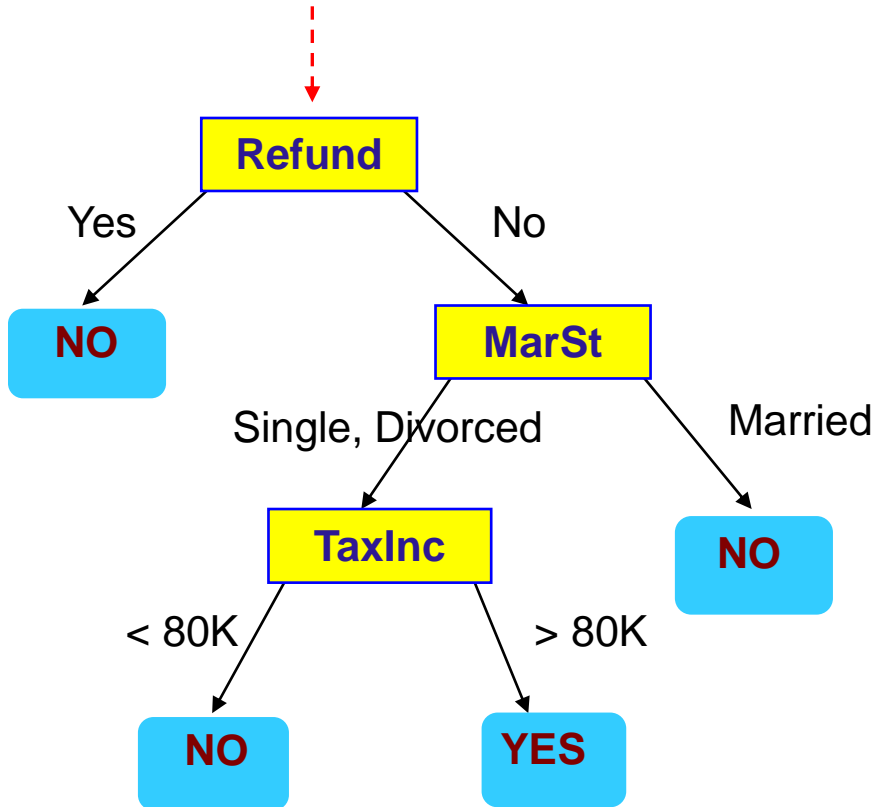 Refund
Yes
No
NO
MarSt
Single, Divorced
Married
TaxInc
NO
< 80K
> 80K
NO
YES